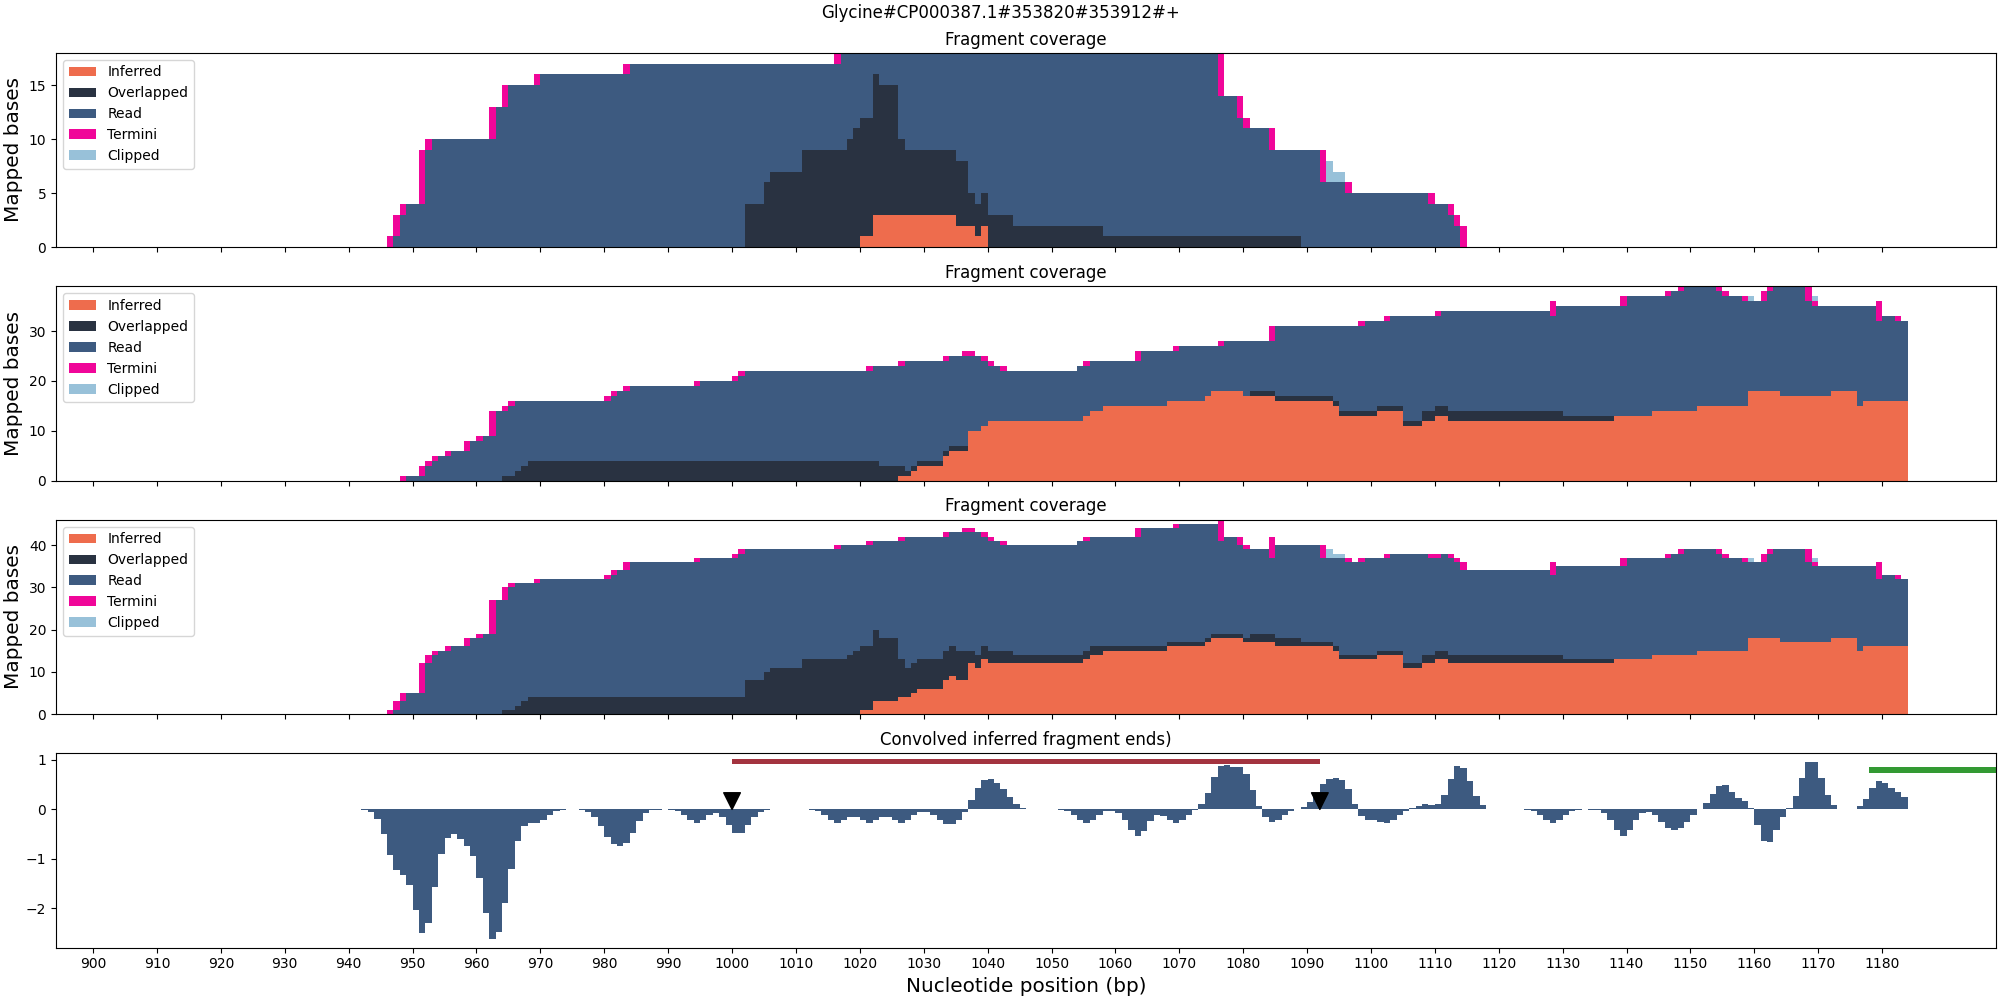 Glycine#CP000387.1#353820#353912#+
Fragment coverage
Mapped bases
15
10
5
0
Inferred
Overlapped
Read
Termini
Clipped
Fragment coverage
Mapped bases
30
20
10
0
Inferred
Overlapped
Read
Termini
Clipped
Fragment coverage
Mapped bases
40
30
20
10
0
Inferred
Overlapped
Read
Termini
Clipped
Convolved inferred fragment ends)
1
0
−1
−2
900 910 920 930 940 950 960 970 980 990 1000 1010 1020 1030 1040 1050 1060 1070 1080 1090 1100 1110 1120 1130 1140 1150 1160 1170 1180
Nucleotide position (bp)